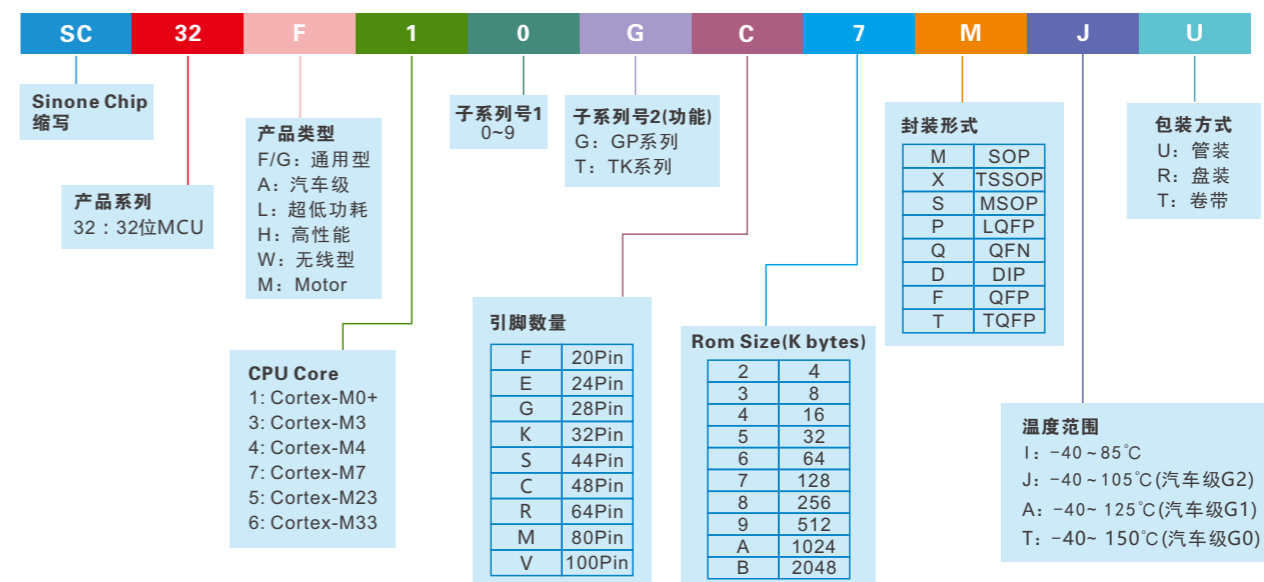 SC 32 F 1 0 G C 7 M J U
Sinone Chip
缩写
产品系列
32：32位MCU
产品类型
F/G：通用型
A：汽车级
L：超低功耗
H：高性能
W：无线型
M：Motor
CPU Core
1: Cortex-M0+
3: Cortex-M3
4: Cortex-M4
7: Cortex-M7
5: Cortex-M23
6: Cortex-M33
子系列号1
0~9
子系列号2(功能)
G：GP系列
T：TK系列
引脚数量
F 20Pin
E 24Pin
G 28Pin
K 32Pin
S 44Pin
C 48Pin
R 64Pin
M 80Pin
V 100Pin
Rom Size(K bytes)
2 4
3 8
4 16
5 32
6 64
7 128
8 256
9 512
A 1024
B 2048
封装形式
M SOP
X TSSOP
S MSOP
P LQFP
Q QFN
D DIP
F QFP
T TQFP
温度范围
I：-40~85℃
J：-40~105℃(汽车级G2)
A：-40~125℃(汽车级G1)
T：-40~150℃(汽车级G0)
包装方式
U：管装
R：盘装
T：卷带